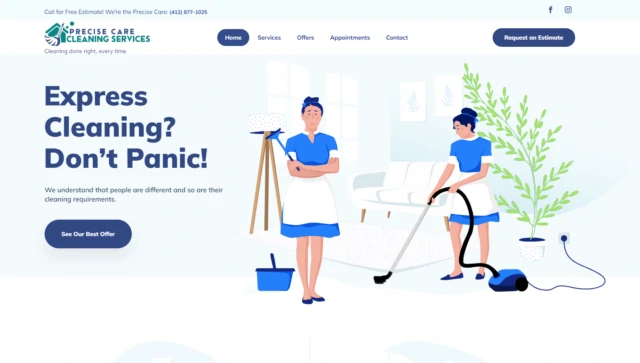 Call for Free Estimate! We're the Precise Care: (412) 877-1025
PRECISE CARE
CLEANING SERVICES
Cleaning done right, every time.
Home Services Offers Appointments Contact
Request an Estimate
Express
Cleaning?
Don't Panic!
We understand that people are different and so are their
cleaning requirements.
See Our Best Offer